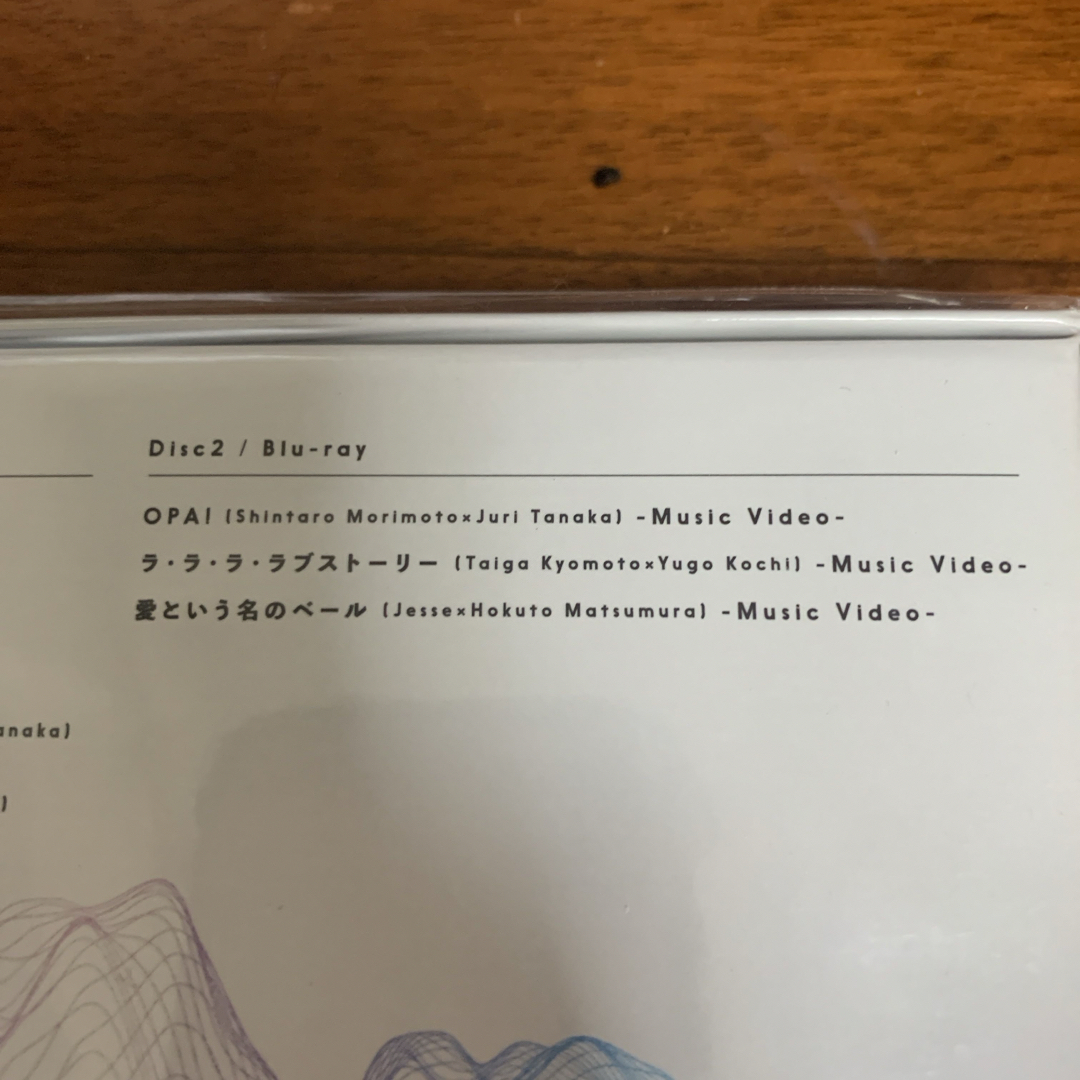 Disc2 / Blu-ray
OPA! (Shintaro Morimoto×Juri Tanaka) -Music Video-
ラ・ラ・ラ・ラブストーリー (Taiga Kyomoto×Yugo Kochi) -Music Video-
愛という名のベール (Jesse×Hokuto Matsumura) -Music Video-
anaka)
)